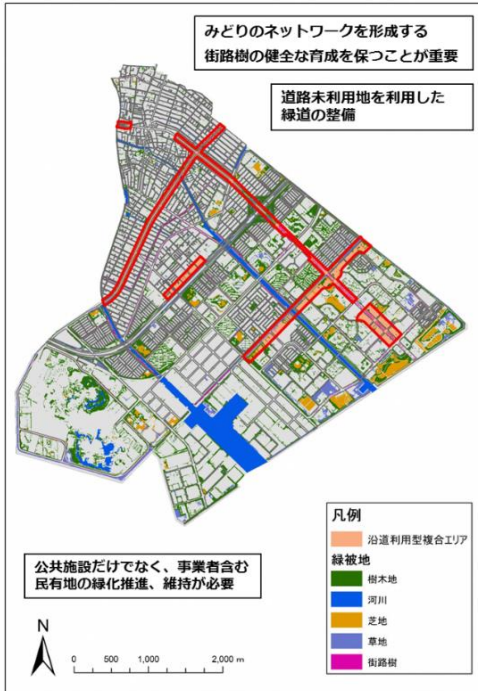 みどりのネットワークを形成する
街路樹の健全な育成を保つことが重要
道路未利用地を利用した
緑道の整備
公共施設だけでなく、事業者含む
民有地の緑化推進、維持が必要
N
0 500 1,000 2,000 m
凡例
沿道利用型複合エリア
緑被地
樹木地
河川
芝地
草地
街路樹